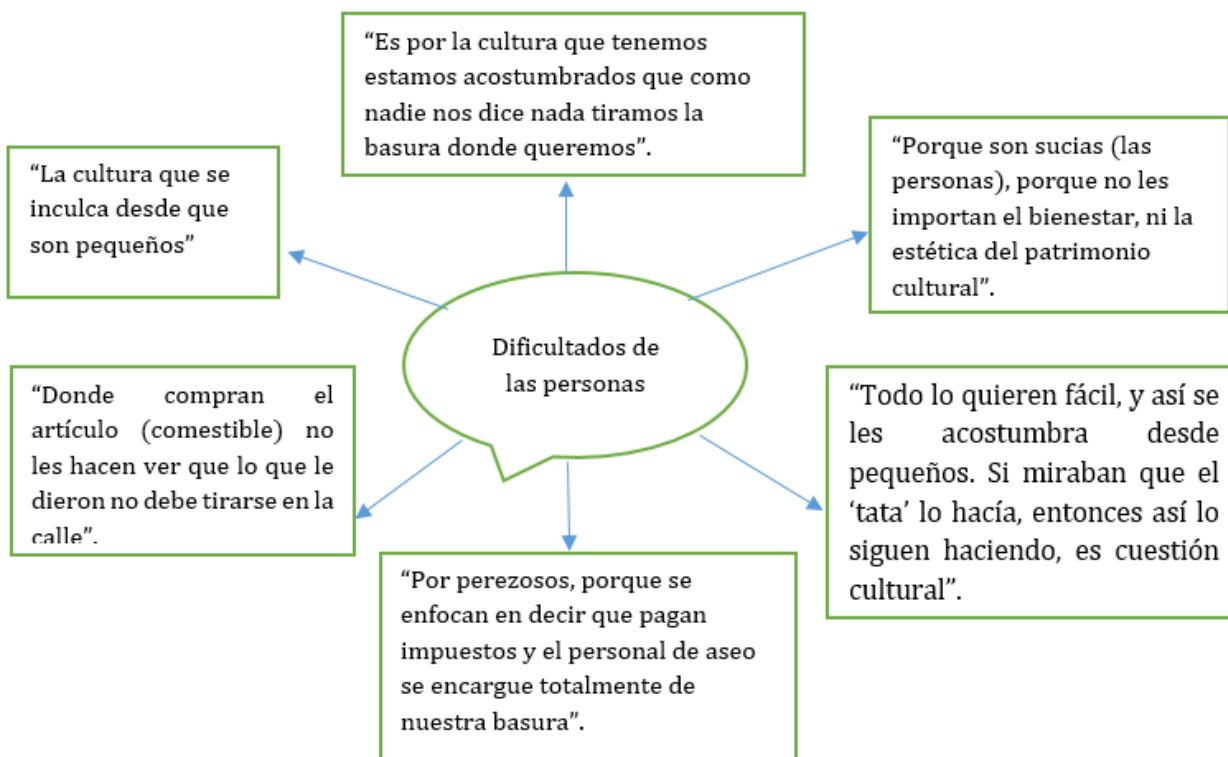 “Es por la cultura que tenemos
estamos acostumbrados que como
nadie nos dice nada tiramos la
basura donde queremos”.
“La cultura que se
inculca desde que
son pequeños”
“Porque son sucias (las
personas), porque no les
importan el bienestar, ni la
estética del patrimonio
cultural”.
Dificultados de
las personas
“Donde compran el
artículo (comestible) no
les hacen ver que lo que le
dieron no debe tirarse en la
calle”.
“Todo lo quieren fácil, y así se
les acostumbra desde
pequeños. Si miraban que el
‘tata’ lo hacía, entonces así lo
siguen haciendo, es cuestión
cultural”.
“Por perezosos, porque se
enfocan en decir que pagan
impuestos y el personal de aseo
se encargue totalmente de
nuestra basura”.